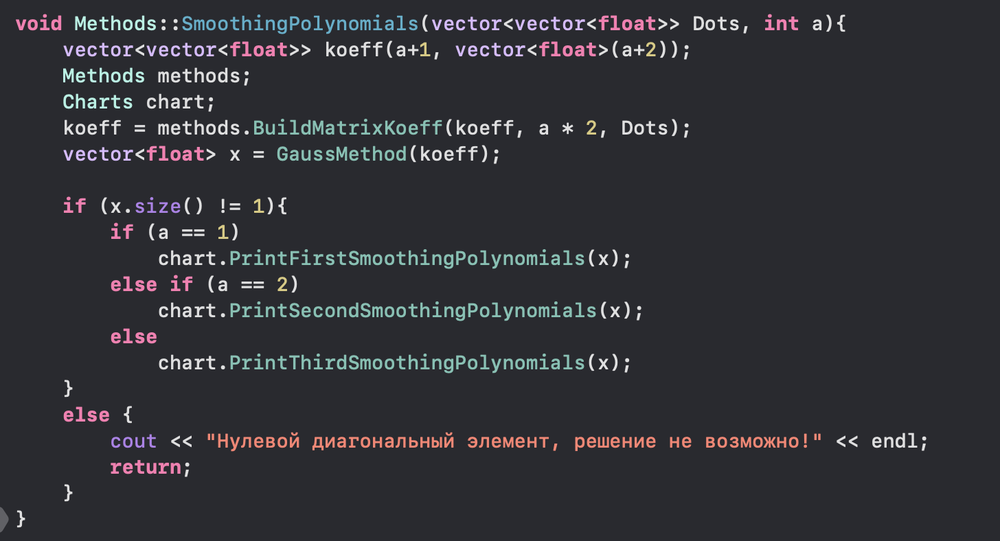 void Methods::SmoothingPolynomials(vector<vector<float>> Dots, int a){
    vector<vector<float>> koeff(a+1, vector<float>(a+2));
    Methods methods;
    Charts chart;
    koeff = methods.BuildMatrixKoeff(koeff, a * 2, Dots);
    vector<float> x = GaussMethod(koeff);

    if (x.size() != 1){
        if (a == 1)
            chart.PrintFirstSmoothingPolynomials(x);
        else if (a == 2)
            chart.PrintSecondSmoothingPolynomials(x);
        else
            chart.PrintThirdSmoothingPolynomials(x);
    }
    else {
        cout << "Нулевой диагональный элемент, решение не возможно!" << endl;
        return;
    }
}